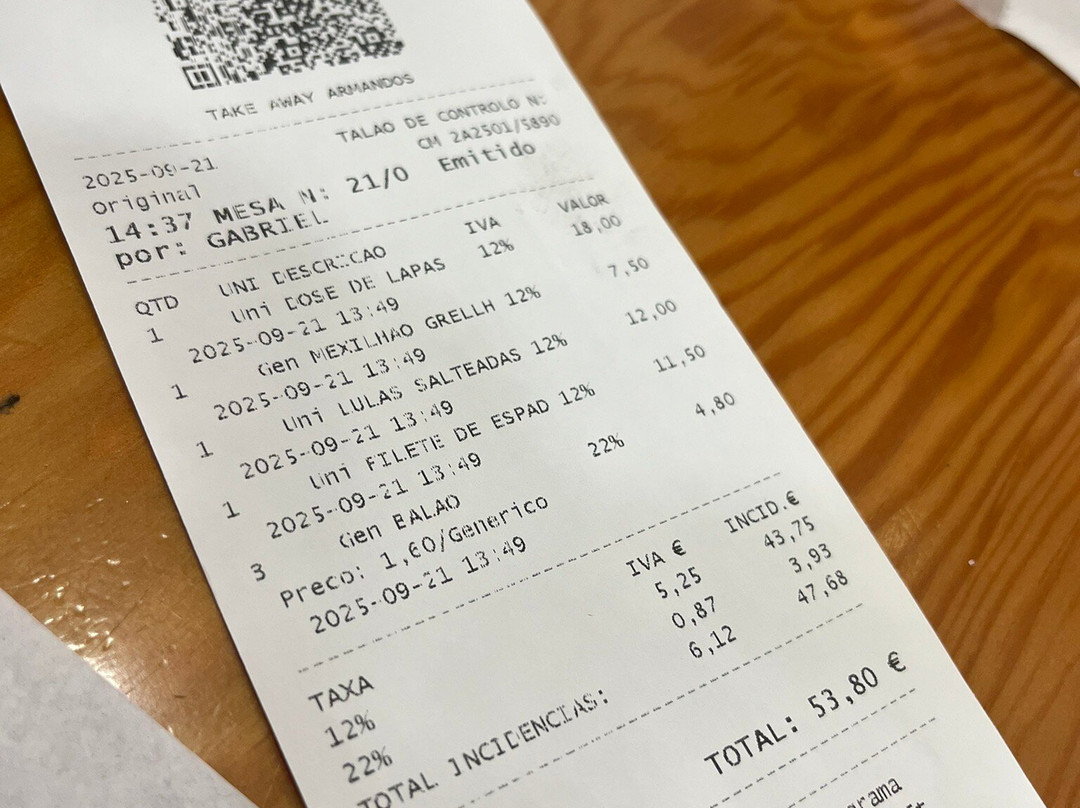 TAKE AWAY ARMANDOS
TALAO DE CONTROLO N:
2025-09-21 CM 2A2501/5890
Original Emitido
14:37 MESA N: 21/0
por: GABRIEL
QTD UNI DESCRICAO IVA VALOR
1 Uni DOSE DE LAPAS 12% 18,00
2025-09-21 13:49
1 Gen MEXILHAO GRELLH 12% 7,50
2025-09-21 13:49
1 Uni LULAS SALTEADAS 12% 12,00
2025-09-21 13:49
1 Uni FILETE DE ESPAD 12% 11,50
2025-09-21 13:49
3 Gen BALAO 22% 4,80
Preco: 1,60/Generico
2025-09-21 13:49
TAXA IVA € INCID.€
12% 5,25 43,75
22% 0,87 3,93
TOTAL INCIDENCIAS: 6,12 47,68
TOTAL: 53,80 €